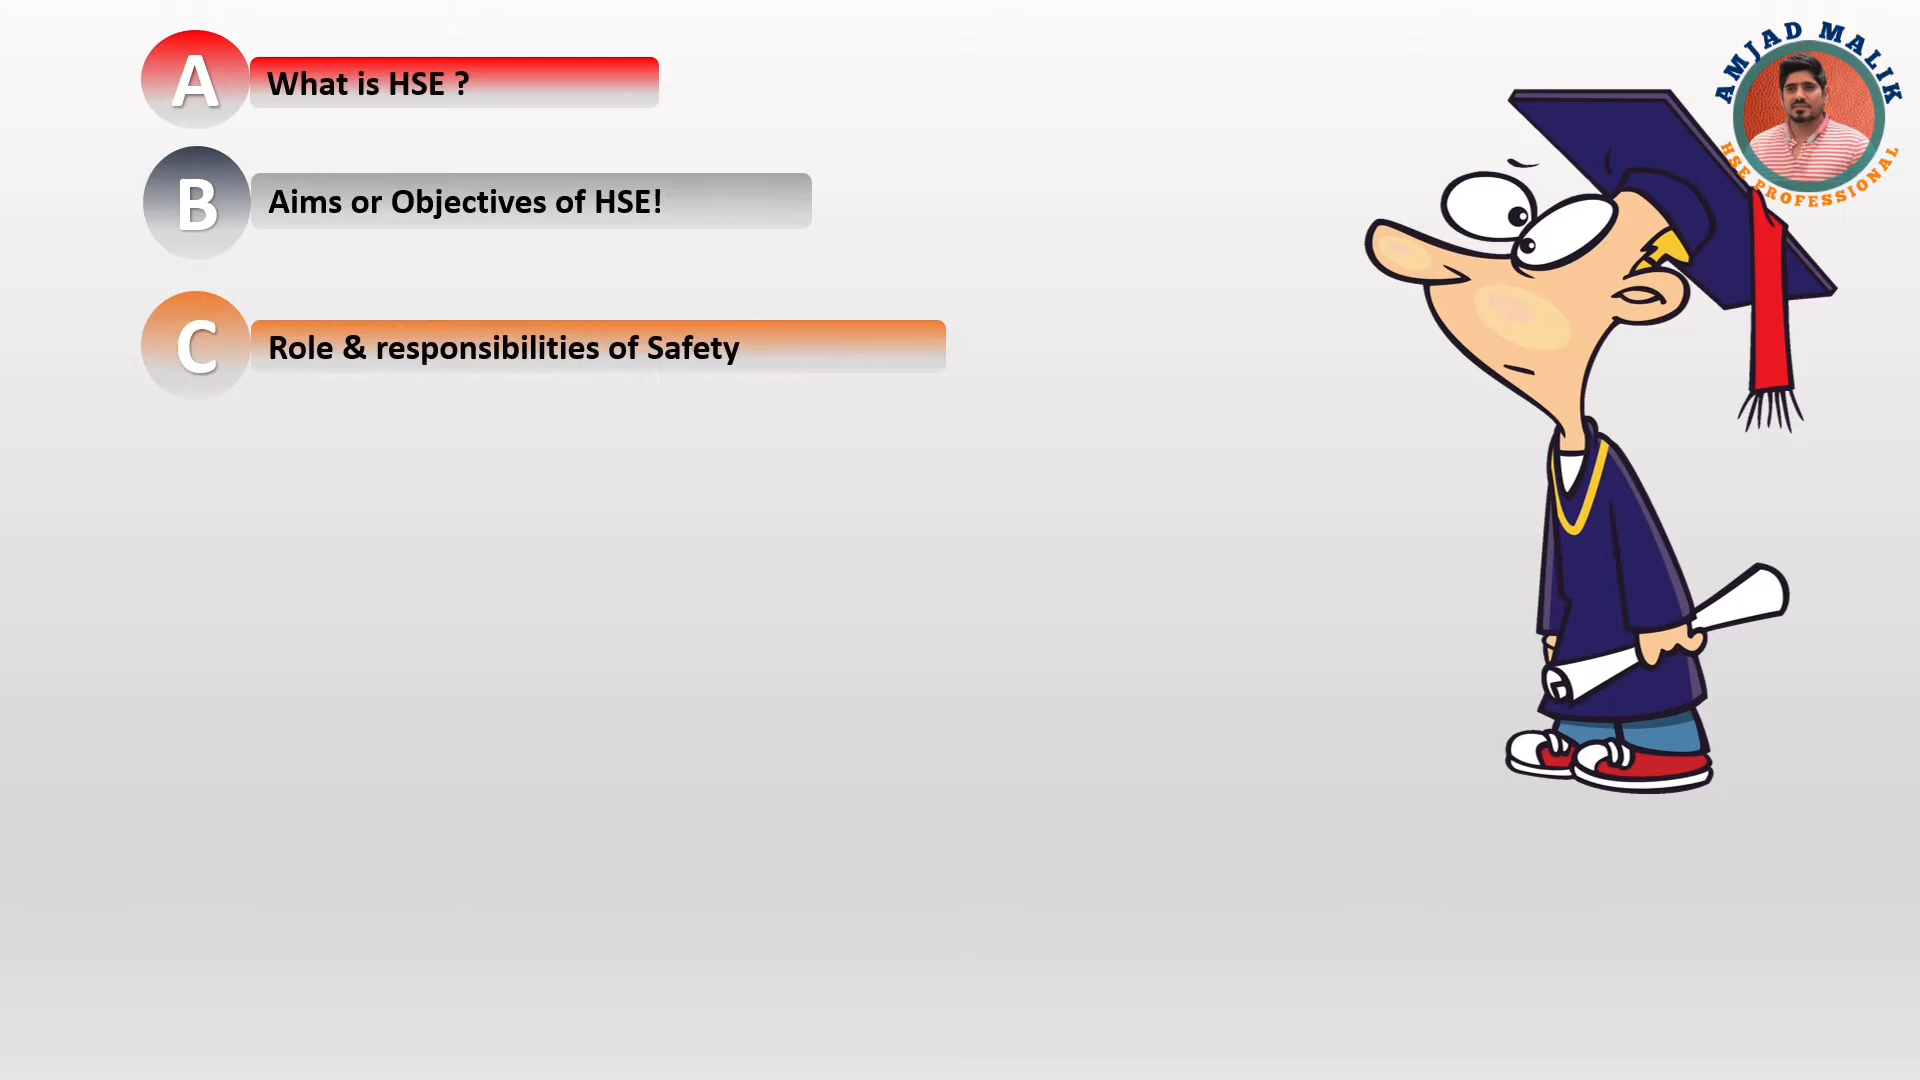 A
What is HSE ?
B
Aims or Objectives of HSE!
C
Role & responsibilities of Safety
AMJAD MALIK
HSE PROFESSIONAL